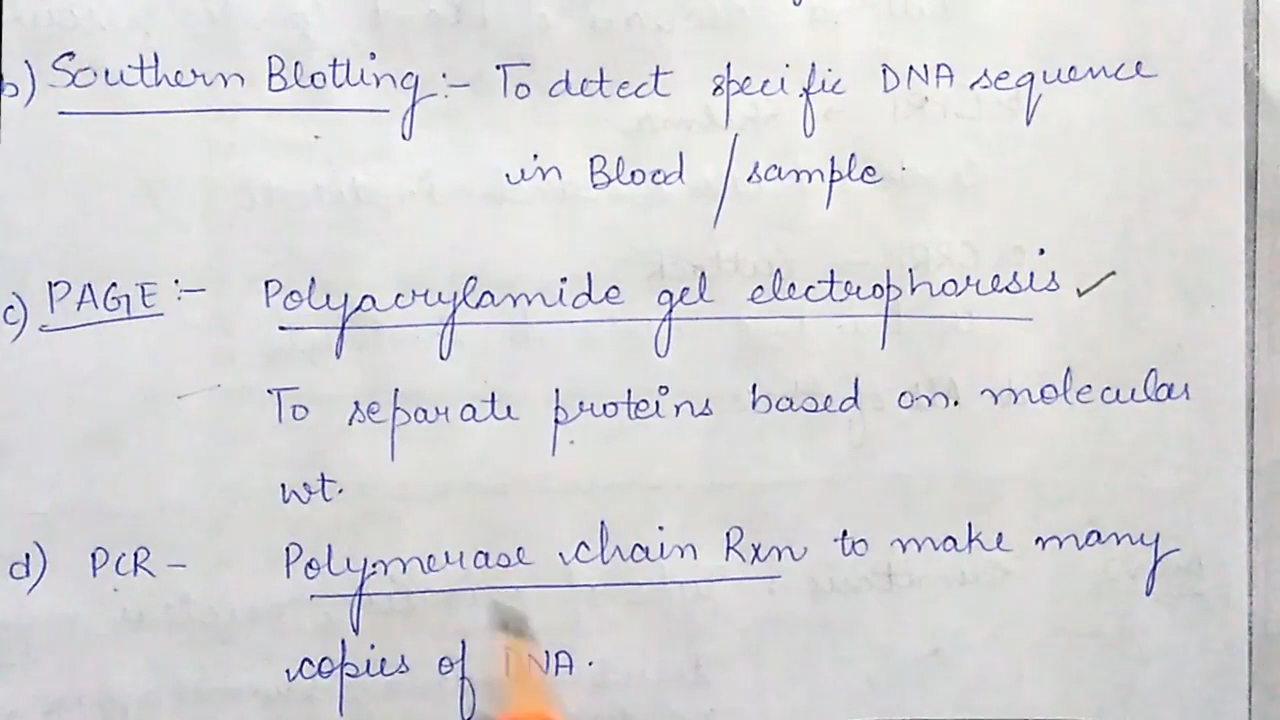 b) Southern Blotting :- To detect specific DNA sequence
in Blood / sample.
c) PAGE :- Polyacrylamide gel electrophoresis ✓
To separate proteins based on. molecular
wt.
d) PCR - Polymerase chain Rxn to make many
copies of DNA.